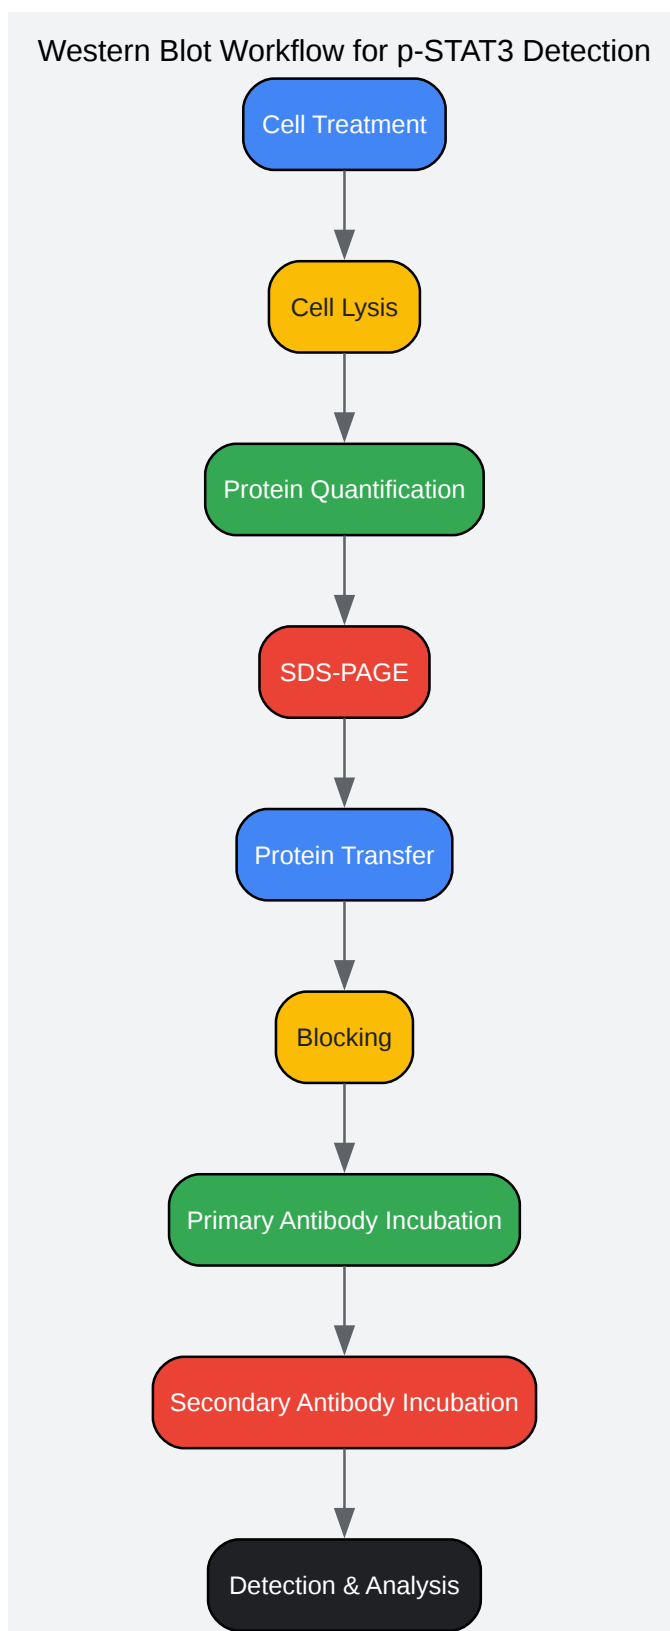 Western Blot Workflow for p-STAT3 Detection
Cell Treatment
Cell Lysis
Protein Quantification
SDS-PAGE
Protein Transfer
Blocking
Primary Antibody Incubation
Secondary Antibody Incubation
Detection & Analysis